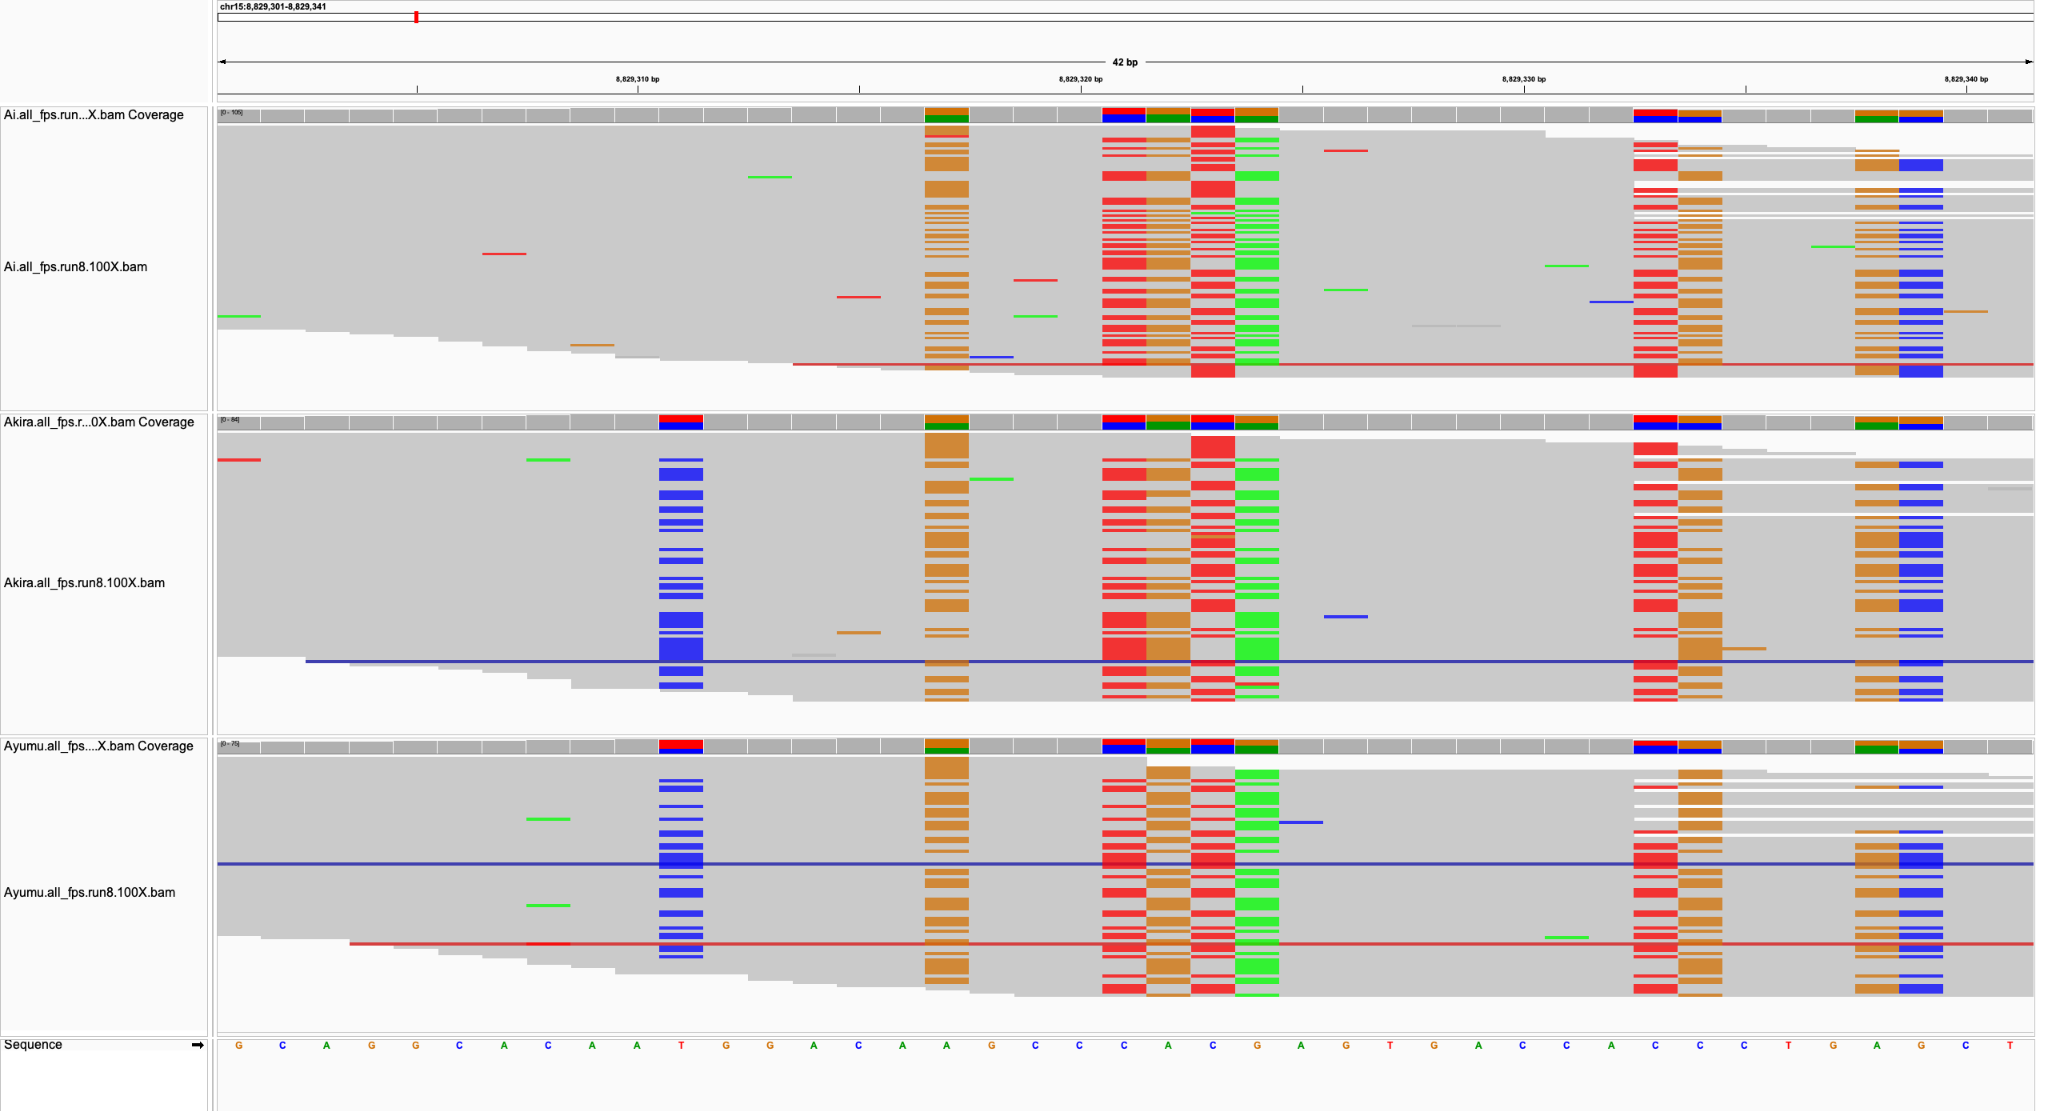 chr15:8,829,301-8,829,341
42 bp
8,829,310 bp 8,829,320 bp 8,829,330 bp 8,829,340 bp
Ai.all_fps.run...X.bam Coverage
[0 - 105]
Ai.all_fps.run8.100X.bam
Akira.all_fps.r...0X.bam Coverage
[0 - 84]
Akira.all_fps.run8.100X.bam
Ayumu.all_fps....X.bam Coverage
[0 - 75]
Ayumu.all_fps.run8.100X.bam
Sequence G C A G G C A C A A T G G A C A A G C C C A C G A G T G A C C A C C C T G A G C T